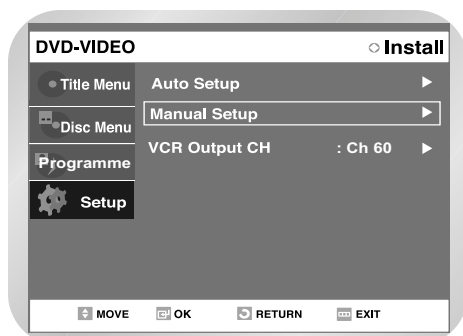 DVD-VIDEO Install
Title Menu
Disc Menu
Programme
Setup
Auto Setup
Manual Setup
VCR Output CH : Ch 60
MOVE OK RETURN EXIT